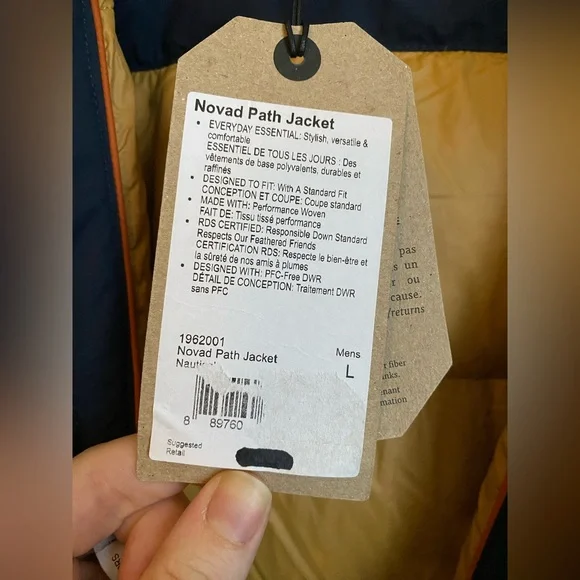 Novad Path Jacket
• EVERYDAY ESSENTIAL: Stylish, versatile &
comfortable
ESSENTIEL DE TOUS LES JOURS : Des
vêtements de base polyvalents, durables et
raffinés
• DESIGNED TO FIT: With A Standard Fit
CONCEPTION ET COUPE: Coupe standard
• MADE WITH: Performance Woven
FAIT DE: Tissu tissé performance
• RDS CERTIFIED: Responsible Down Standard
Respects Our Feathered Friends
CERTIFICATION RDS: Respecte le bien-être et
la sûreté de nos amis à plumes
• DESIGNED WITH: PFC-Free DWR
DÉTAIL DE CONCEPTION: Traitement DWR
sans PFC
1962001
Novad Path Jacket
Mens
L
8 89760
Suggested
Retail
pas
un
ou
cause.
/returns
fiber